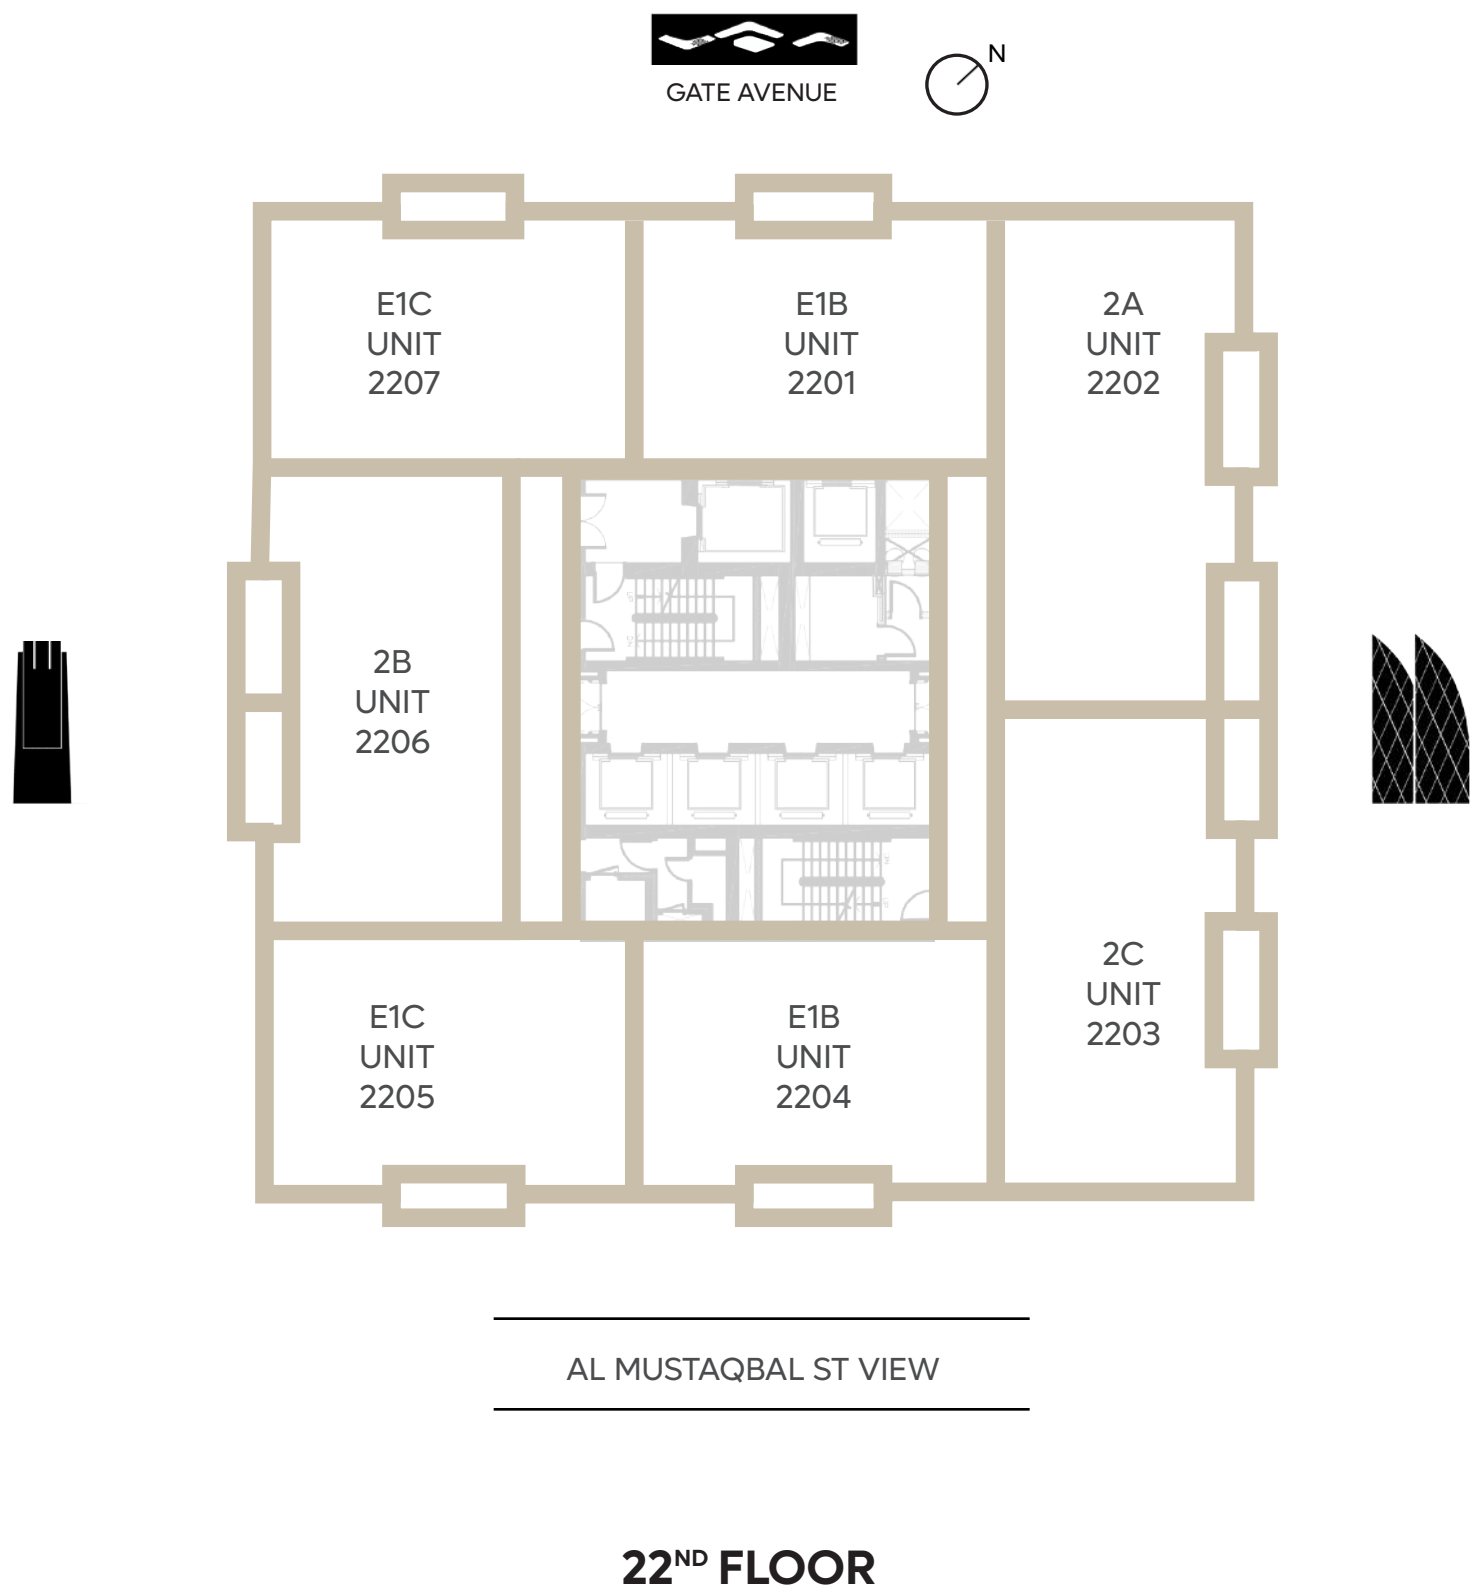 GATE AVENUE
N
E1C
UNIT
2207
E1B
UNIT
2201
2A
UNIT
2202
2B
UNIT
2206
2C
UNIT
2203
E1C
UNIT
2205
E1B
UNIT
2204
AL MUSTAQBAL ST VIEW
22ND FLOOR